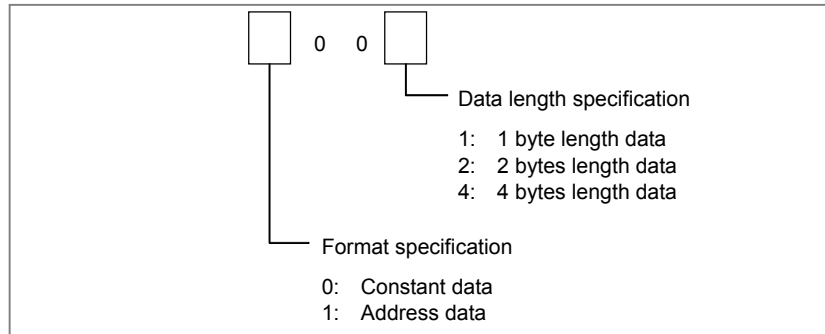 0 0
Data length specification
1: 1 byte length data
2: 2 bytes length data
4: 4 bytes length data
Format specification
0: Constant data
1: Address data